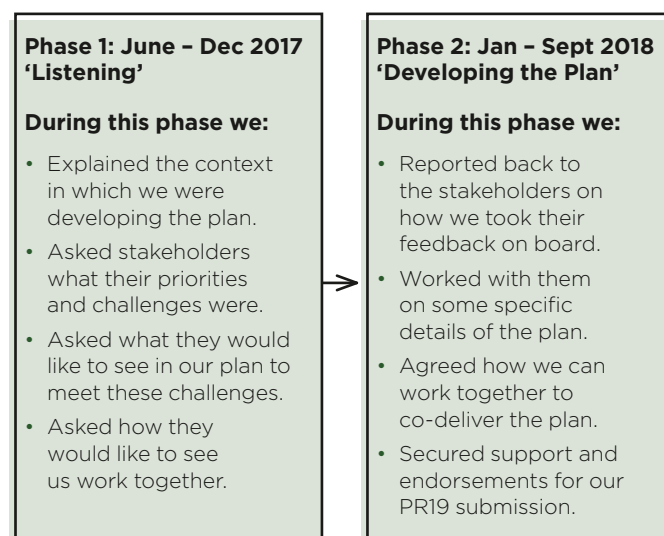 Phase 1: June – Dec 2017
‘Listening’
During this phase we:
• Explained the context
in which we were
developing the plan.
• Asked stakeholders
what their priorities
and challenges were.
• Asked what they would
like to see in our plan to
meet these challenges.
• Asked how they
would like to see
us work together.
Phase 2: Jan – Sept 2018
‘Developing the Plan’
During this phase we:
• Reported back to
the stakeholders on
how we took their
feedback on board.
• Worked with them
on some specific
details of the plan.
• Agreed how we can
work together to
co-deliver the plan.
• Secured support and
endorsements for our
PR19 submission.